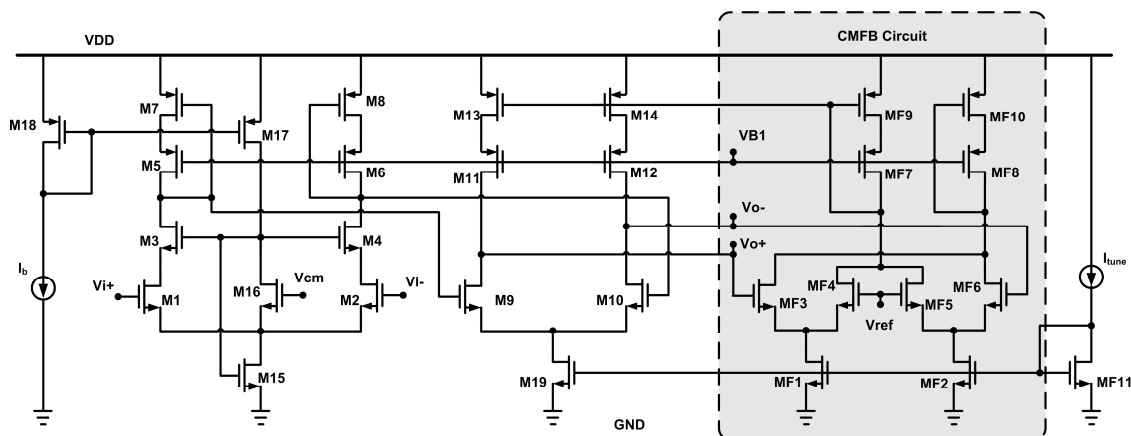 CMFB Circuit
VDD
M7
M8
M18
M17
M13
M14
MF9
MF10
VB1
M5
M6
M11
M12
MF7
MF8
Vo-
M3
M4
Vo+
Ib
Itune
Vi+
M1
M16
Vcm
M2
VI-
M9
M10
MF3
MF4
MF5
MF6
Vref
M15
M19
MF1
MF2
MF11
GND